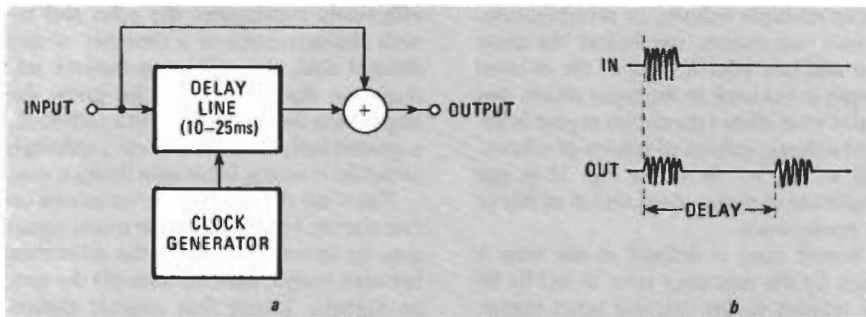 INPUT
DELAY
LINE
(10–25ms)
+
OUTPUT
CLOCK
GENERATOR
a
IN
OUT
DELAY
b